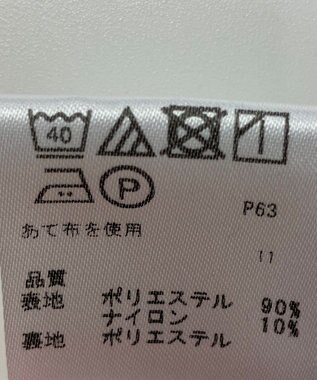 40
P
P63
あて布を使用
11
品質
表地 ポリエステル 90%
ナイロン 10%
裏地 ポリエステル